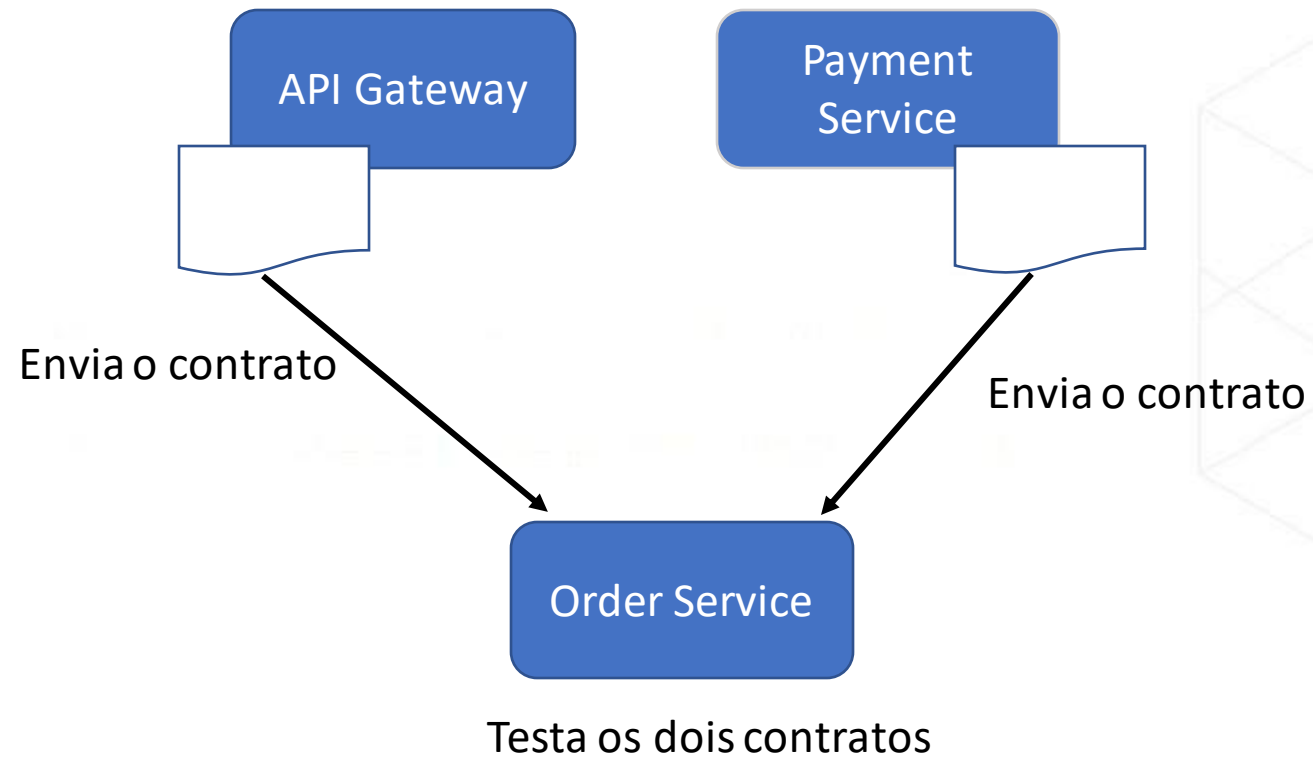 API Gateway
Payment
Service
Envia o contrato
Envia o contrato
Order Service
Testa os dois contratos